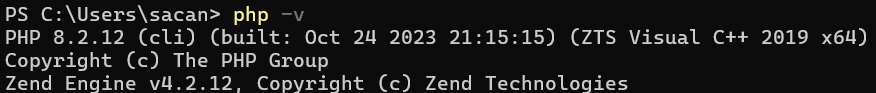 PS C:\Users\sacan> php -v
PHP 8.2.12 (cli) (built: Oct 24 2023 21:15:15) (ZTS Visual C++ 2019 x64)
Copyright (c) The PHP Group
Zend Engine v4.2.12, Copyright (c) Zend Technologies